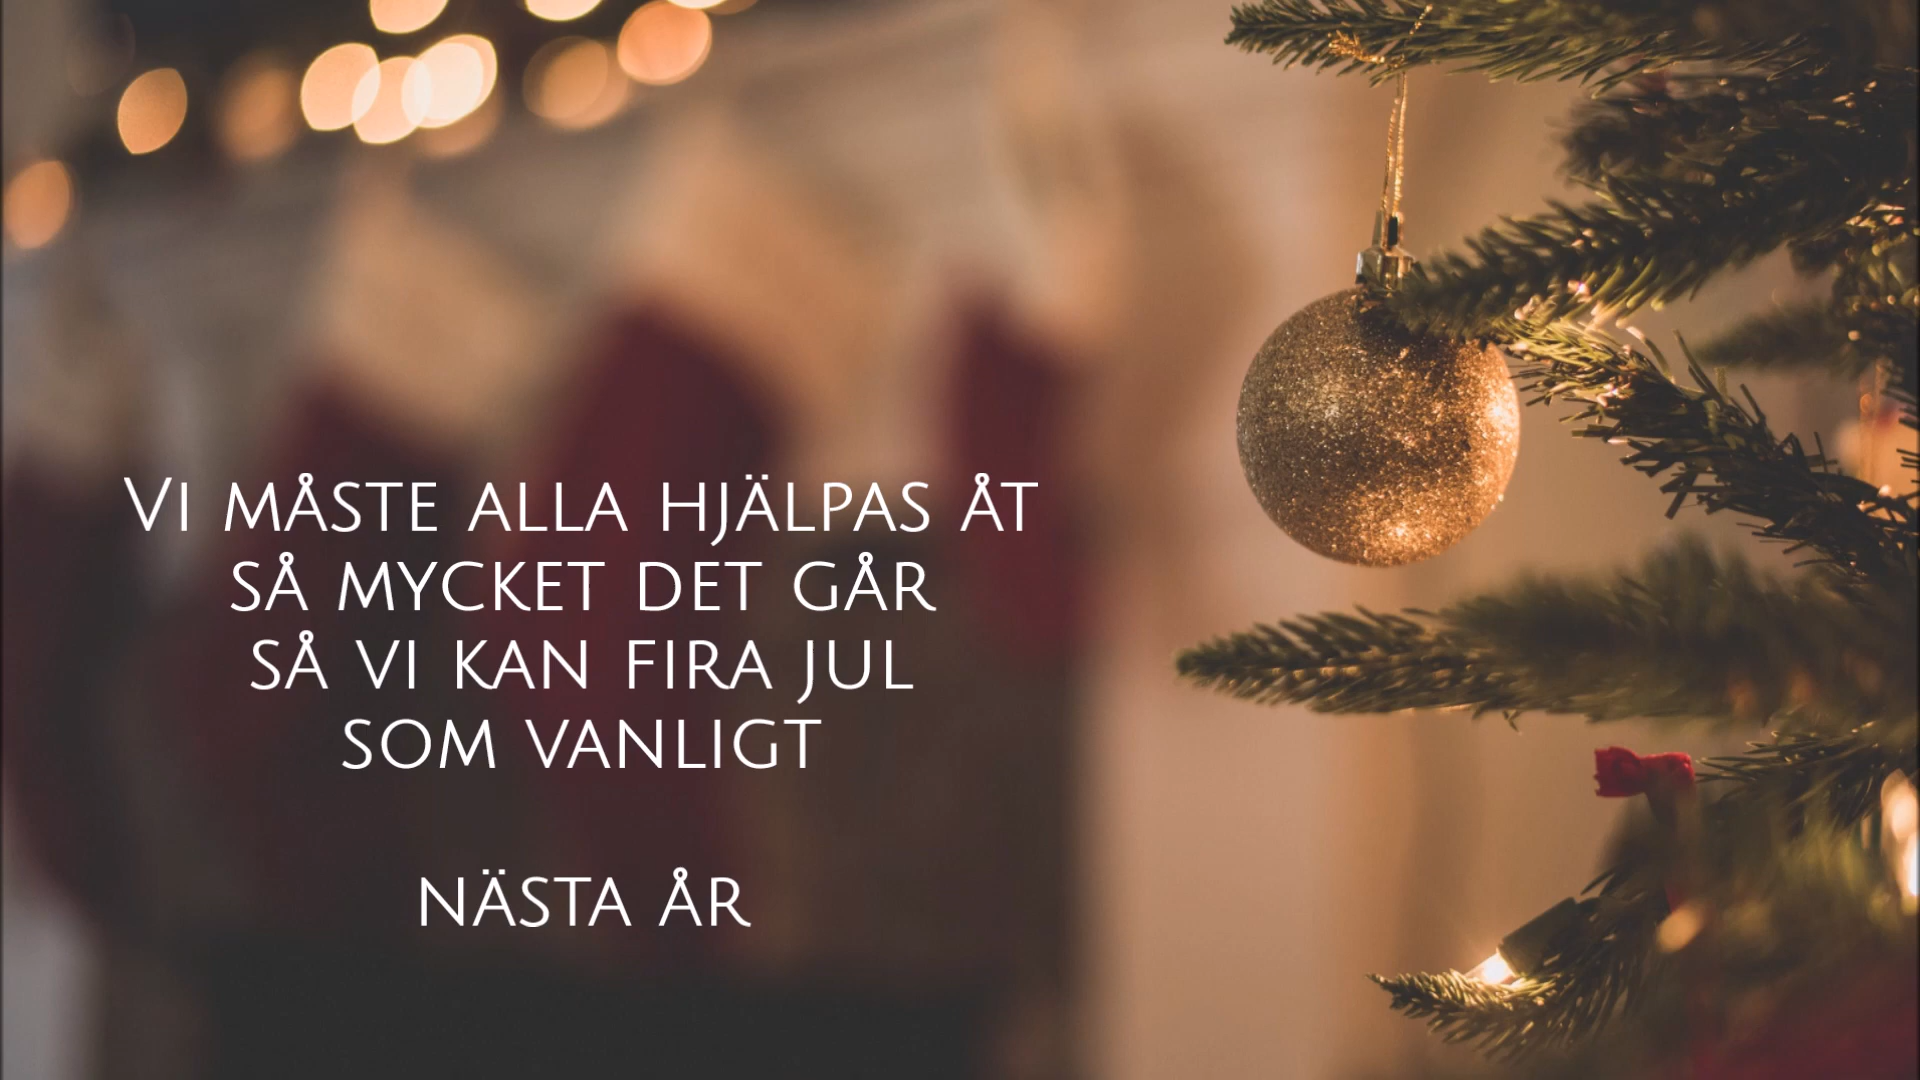 Vi måste alla hjälpas åt
så mycket det går
så vi kan fira jul
som vanligt
nästa år